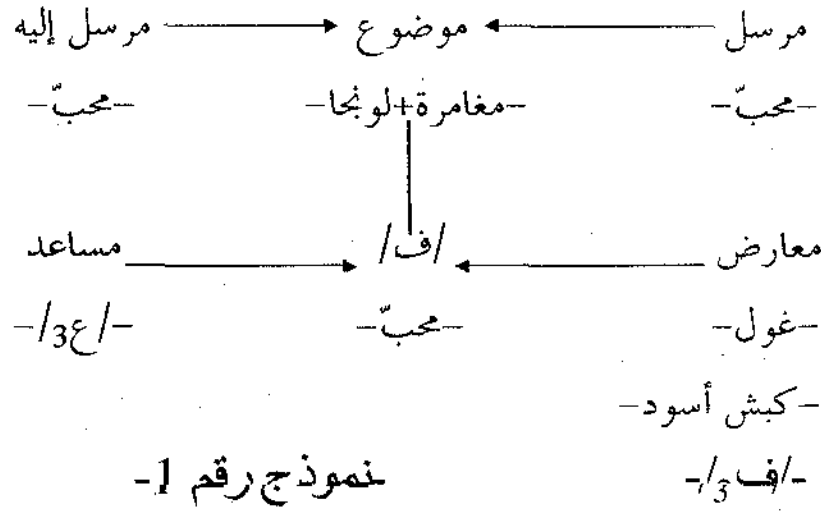 مرسل موضوع مرسل إليه
-محبّ- -مغامرة+لونجا- -محبّ-
معارض /ف/ مساعد
-غول- -محبّ- -/ع3/-
-كبش أسود-
-/ف3/- نموذج رقم 1-